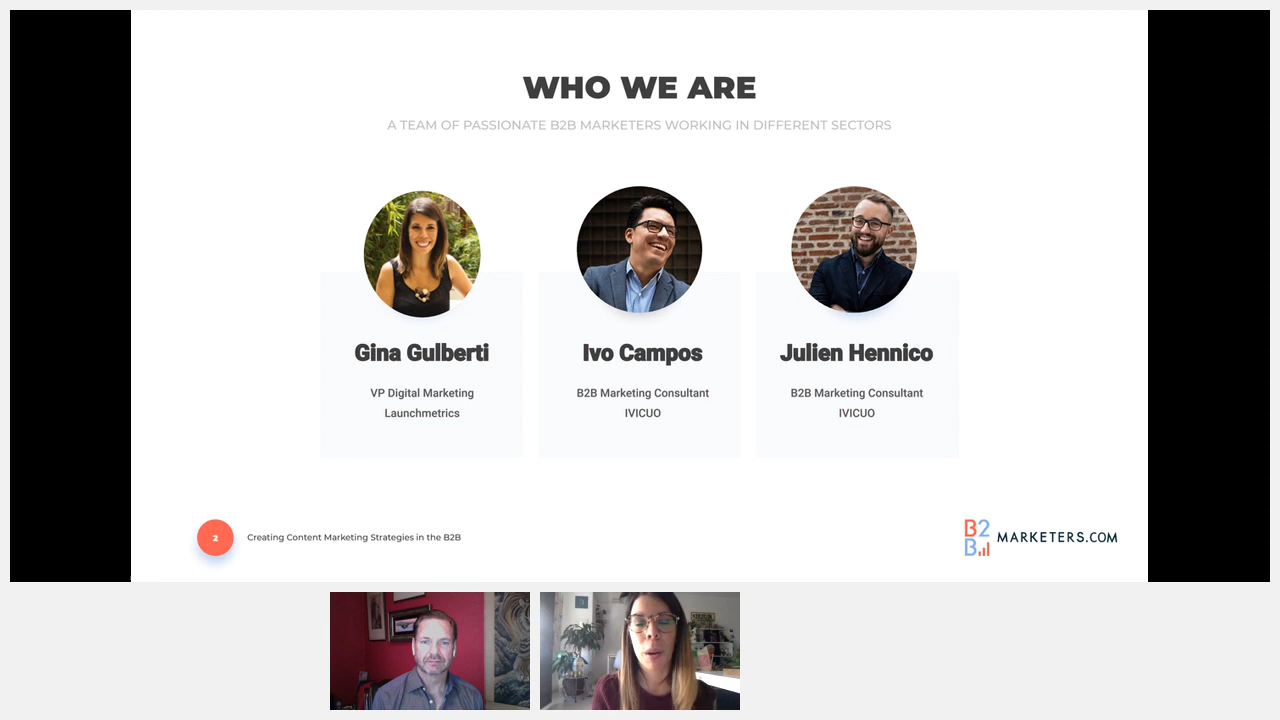 WHO WE ARE
A TEAM OF PASSIONATE B2B MARKETERS WORKING IN DIFFERENT SECTORS
Gina Gulberti
VP Digital Marketing
Launchmetrics
Ivo Campos
B2B Marketing Consultant
IVICUO
Julien Hennico
B2B Marketing Consultant
IVICUO
2
Creating Content Marketing Strategies in the B2B
B2B MARKETERS.COM